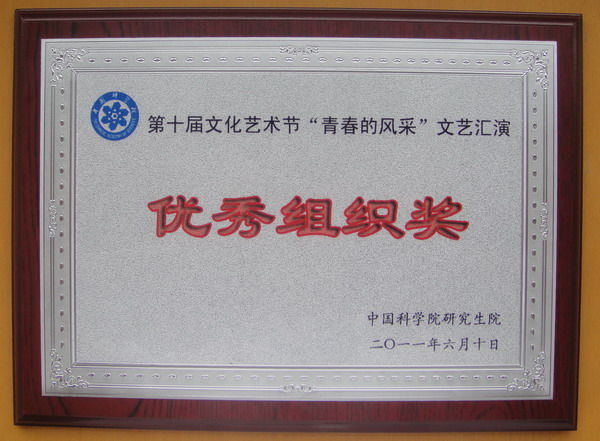 第十届文化艺术节“青春的风采”文艺汇演
优秀组织奖
中国科学院研究生院
二〇一一年六月十日